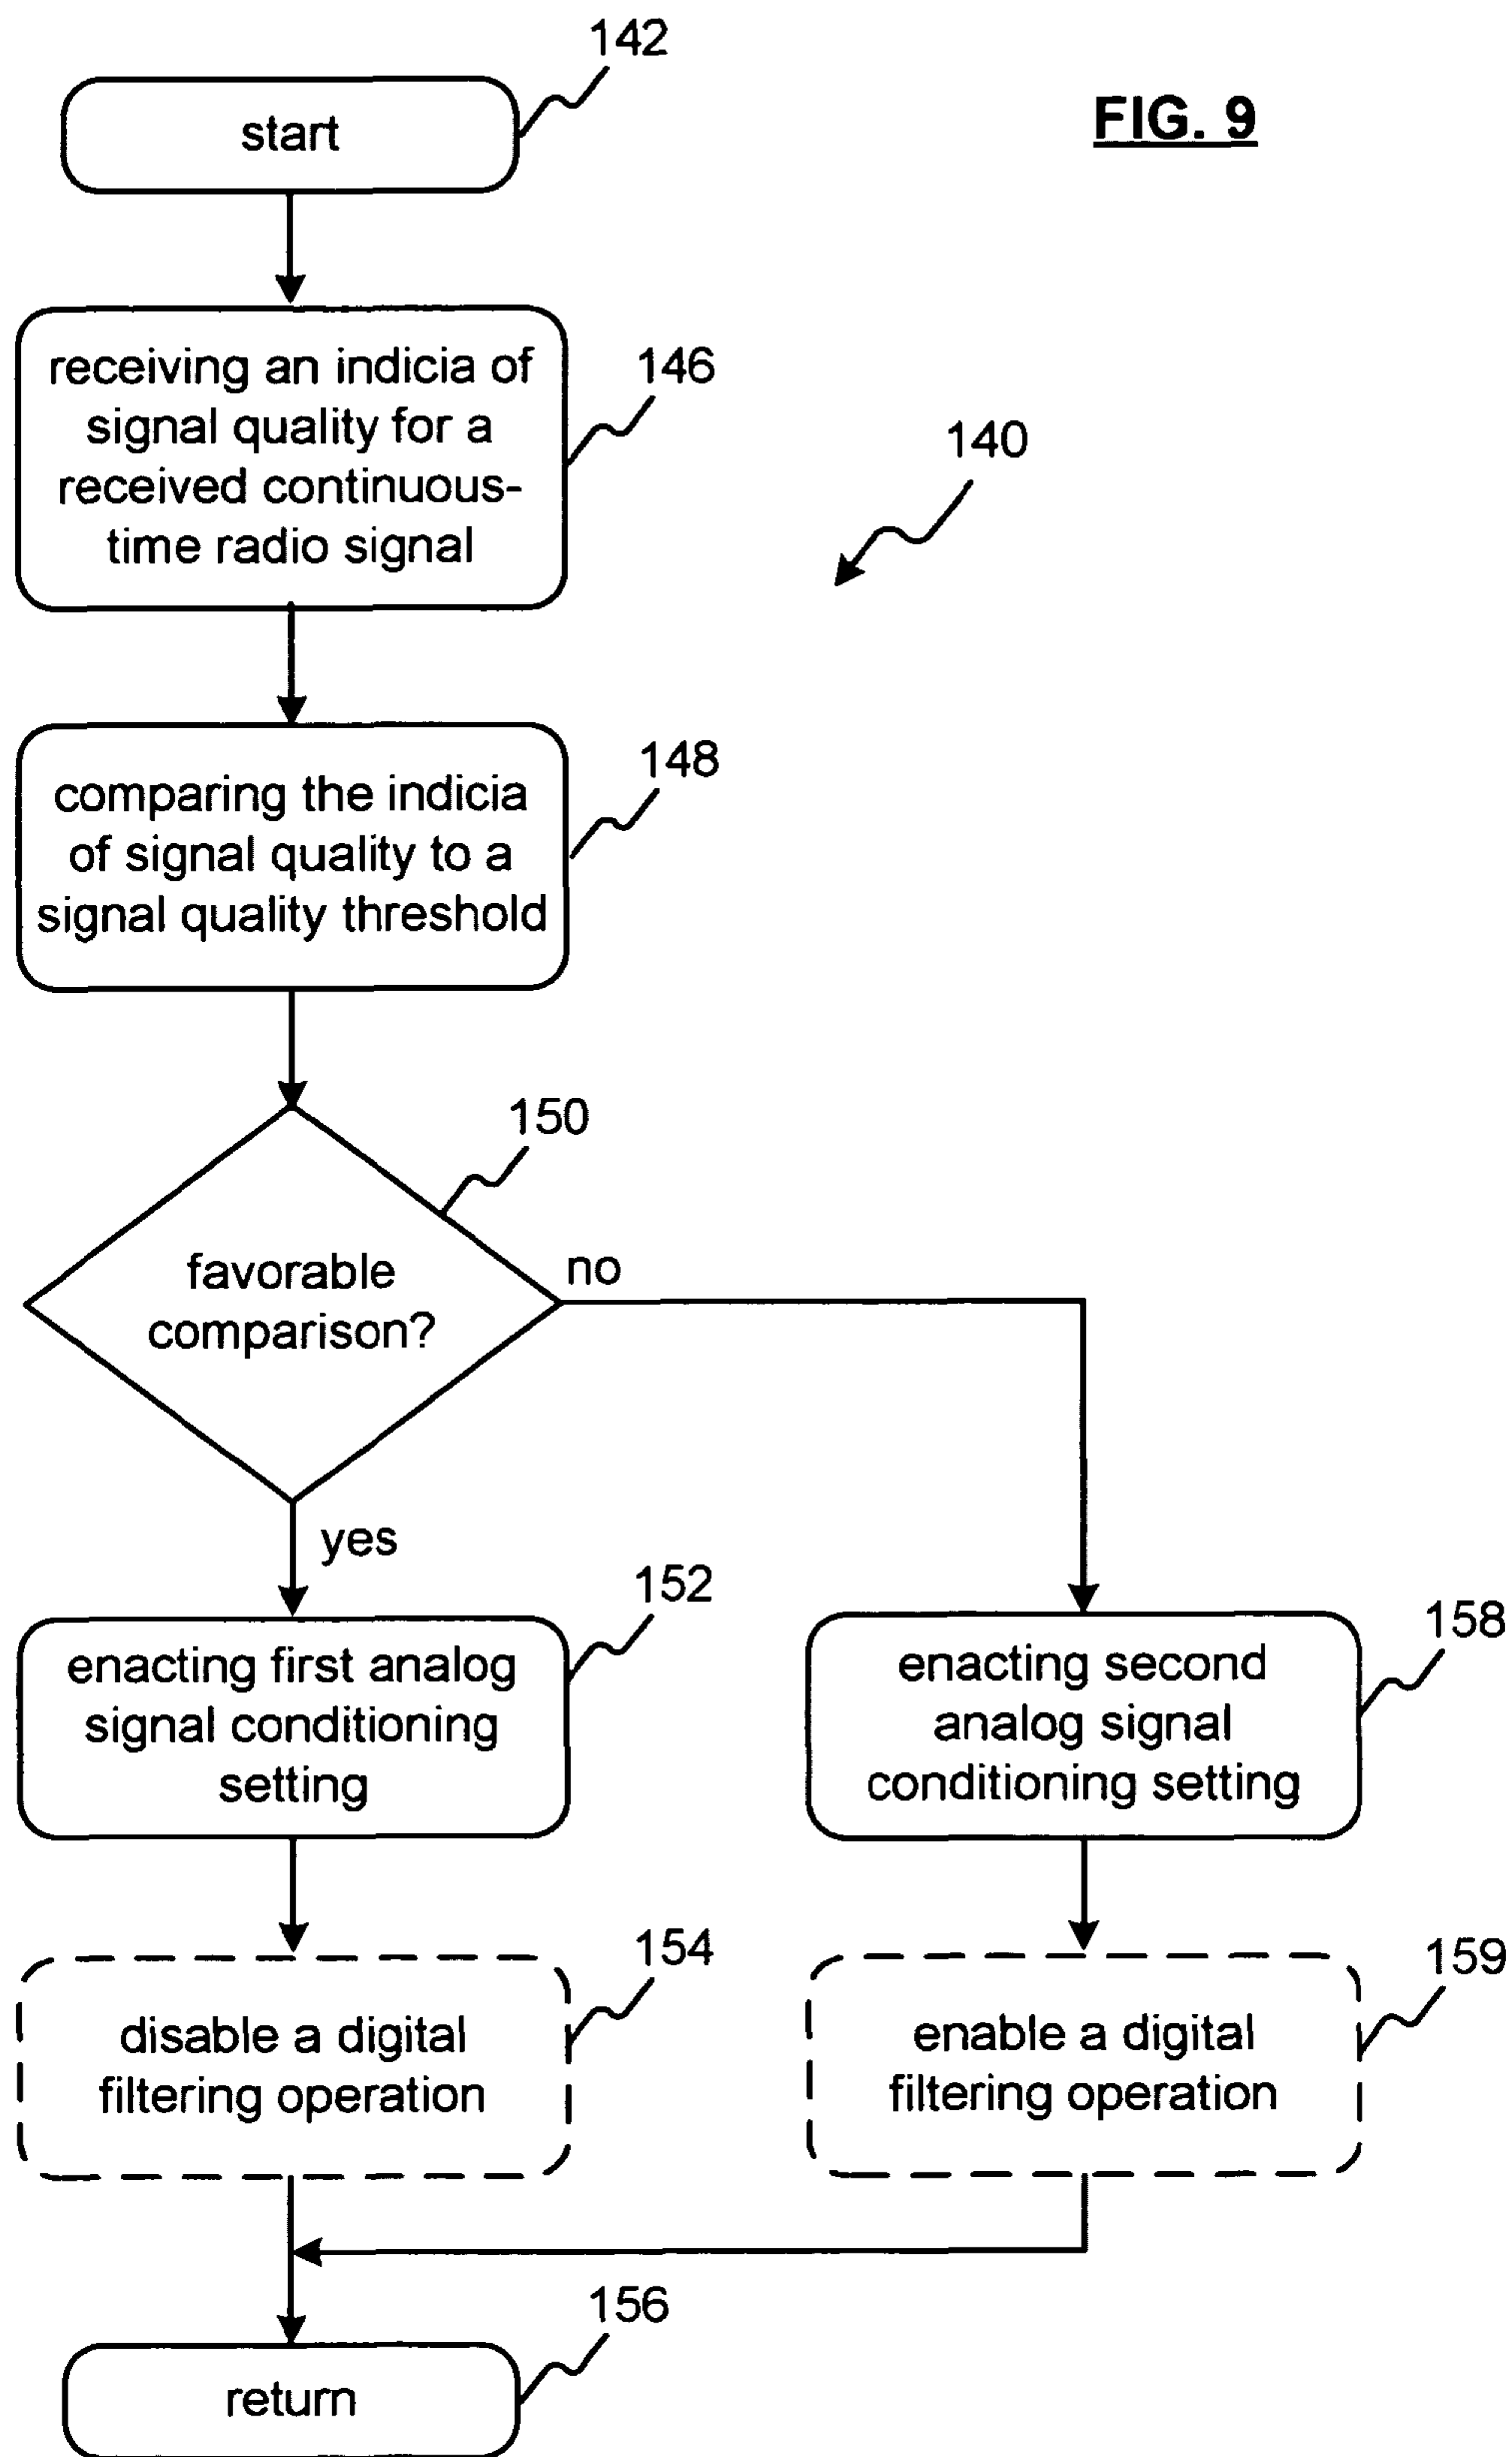 142
start
FIG. 9
receiving an indicia of
signal quality for a
received continuous-
time radio signal
146
140
comparing the indicia
of signal quality to a
signal quality threshold
148
150
favorable
comparison?
no
yes
152
enacting first analog
signal conditioning
setting
158
enacting second
analog signal
conditioning setting
154
disable a digital
filtering operation
159
enable a digital
filtering operation
156
return